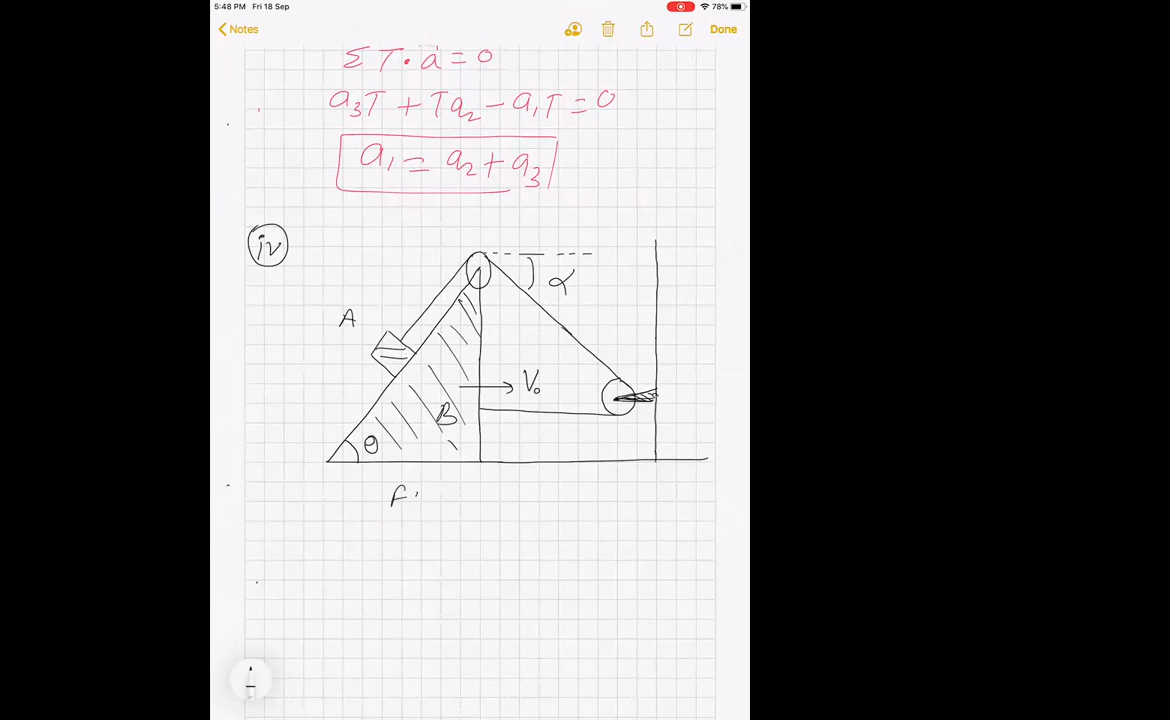 5:48 PM Fri 18 Sep 78%
Notes Done
Σ T · a = 0
a₃T + Ta₂ - a₁T = 0
a₁ = a₂ + a₃
iv
α
A
V₀
B
θ
F